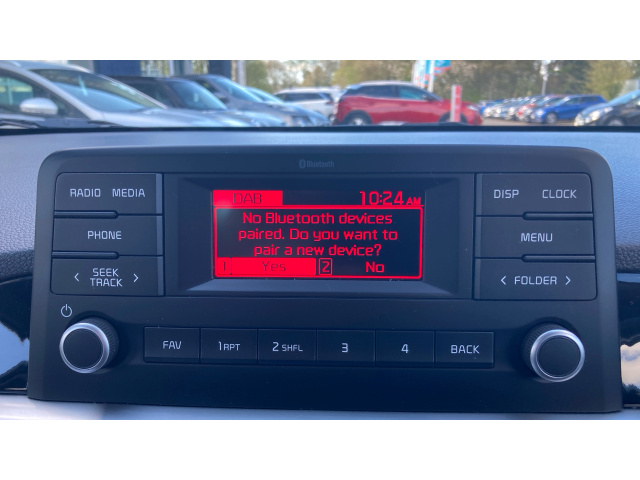 Bluetooth
RADIO MEDIA
DAB 10:24 AM
DISP CLOCK
No Bluetooth devices
paired. Do you want to
pair a new device?
1 Yes 2 No
PHONE
MENU
< SEEK TRACK >
< FOLDER >
FAV 1 RPT 2 SHFL 3 4 BACK